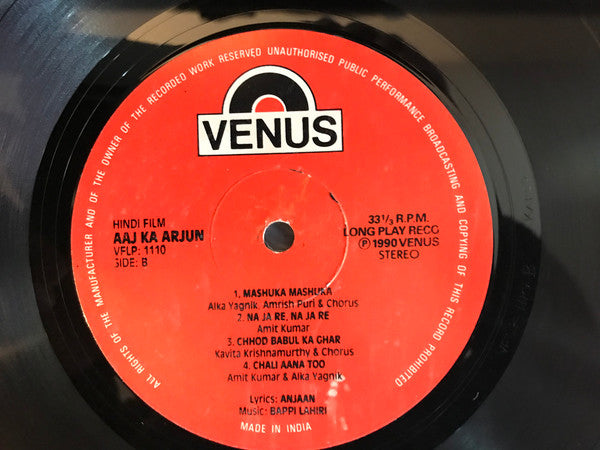 ALL RIGHTS OF THE MANUFACTURER AND OF THE OWNER OF THE RECORDED WORK RESERVED UNAUTHORISED PUBLIC PERFORMANCE BROADCASTING AND COPYING OF THIS RECORD PROHIBITED
VENUS
HINDI FILM
AAJ KA ARJUN
VFLP: 1110
SIDE: B
33 1/3 R.P.M.
LONG PLAY RECO
℗ 1990 VENUS
STEREO
1. MASHUKA MASHUKA
Alka Yagnik, Amrish Puri & Chorus
2. NA JA RE, NA JA RE
Amit Kumar
3. CHHOD BABUL KA GHAR
Kavita Krishnamurthy & Chorus
4. CHALI AANA TOO
Amit Kumar & Alka Yagnik
Lyrics: ANJAAN
Music: BAPPI LAHIRI
MADE IN INDIA